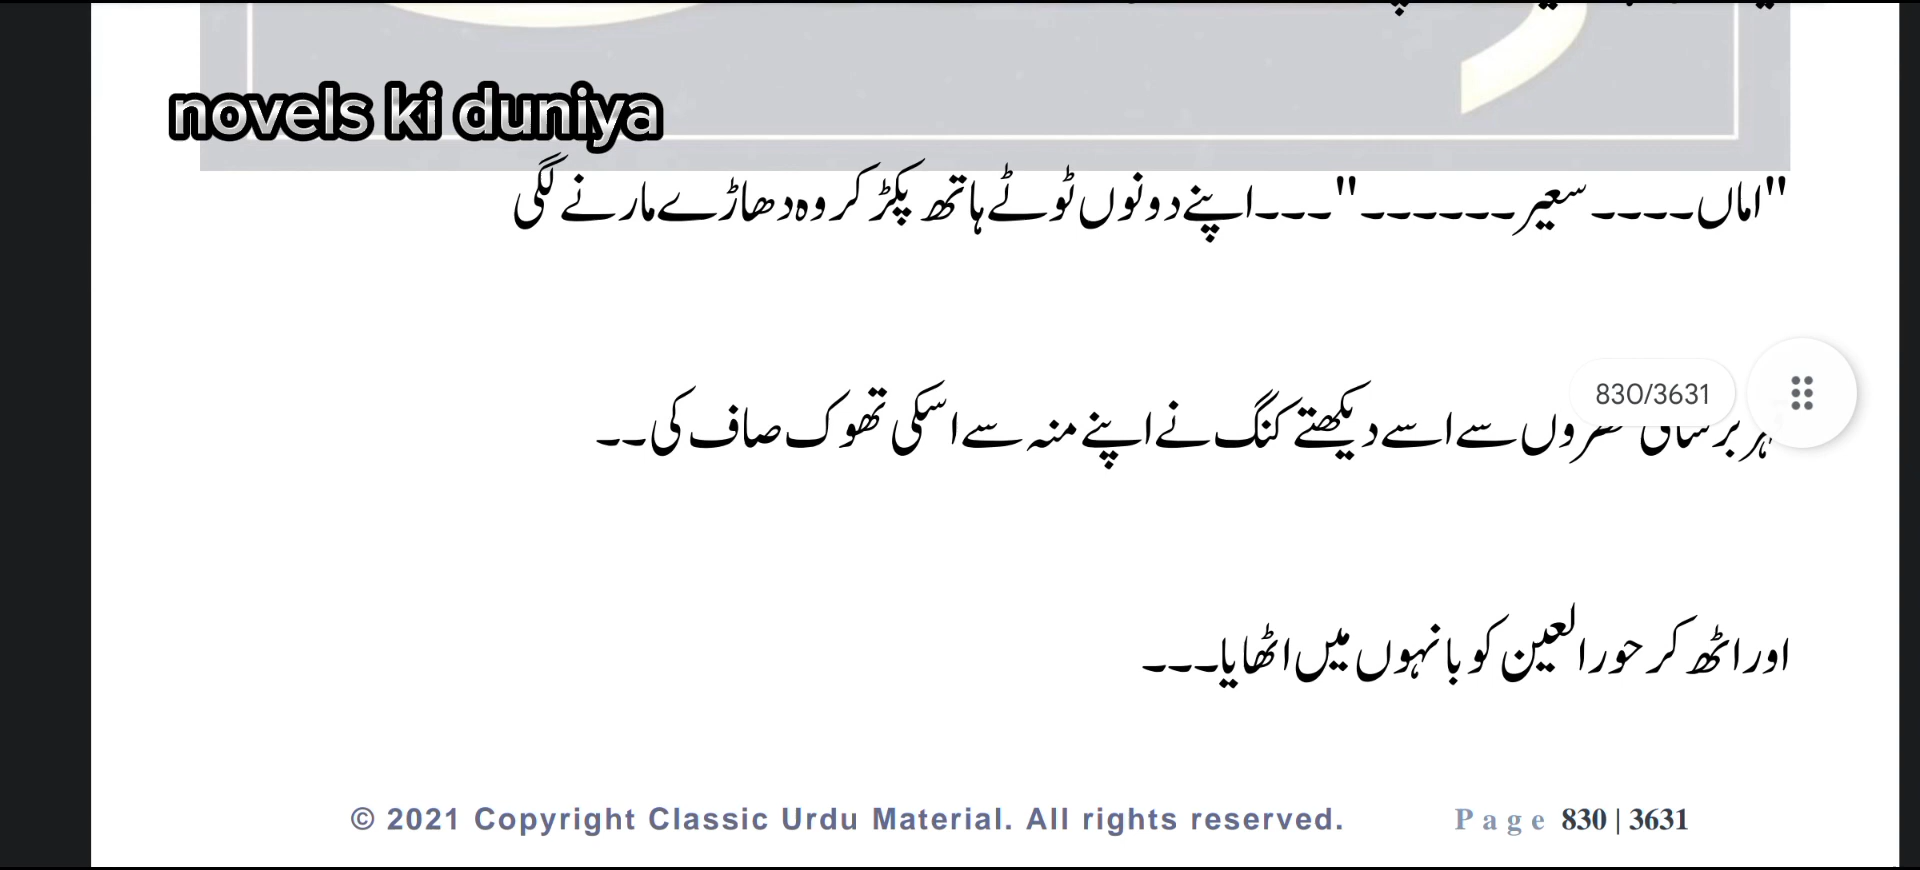 novels ki duniya
"اماں۔۔۔۔ سعیر۔۔۔۔۔۔"۔۔۔اپنے دونوں ٹوٹے ہاتھ پکڑ کر وہ دھاڑے مارنے لگی
830/3631
سے اسے دیکھتے کنگ نے اپنے منہ سے اسکی تھوک صاف کی۔۔
اور اٹھ کر حورالعین کو بانہوں میں اٹھایا۔۔۔
© 2021 Copyright Classic Urdu Material. All rights reserved. Page 830 | 3631